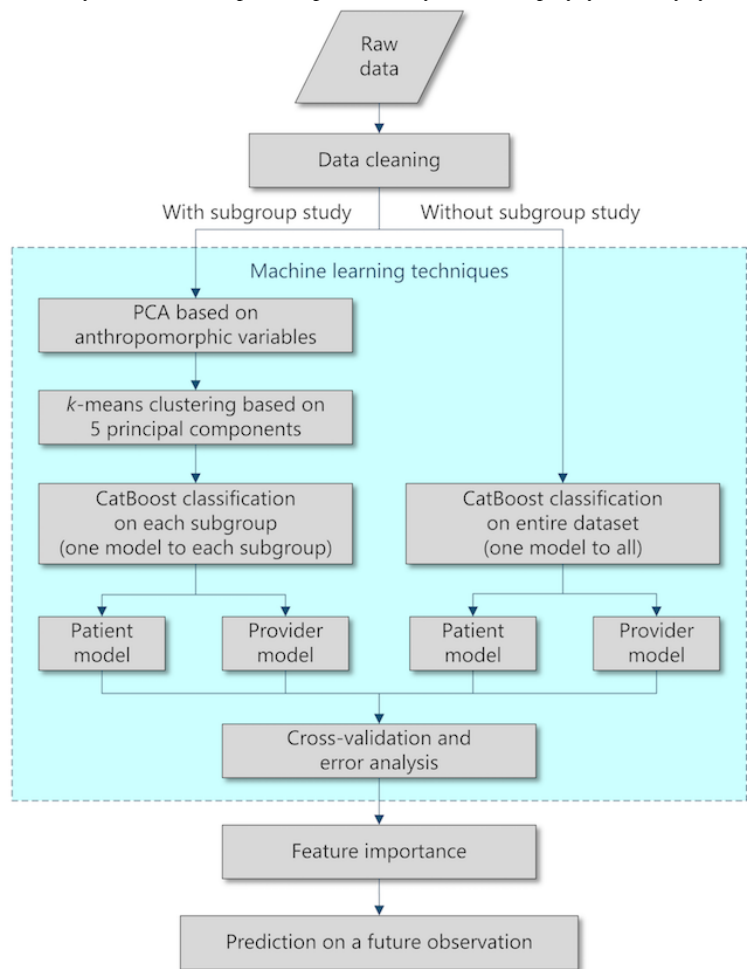 Raw
data
Data cleaning
With subgroup study
Without subgroup study
Machine learning techniques
PCA based on
anthropomorphic variables
k-means clustering based on
5 principal components
CatBoost classification
on each subgroup
(one model to each subgroup)
CatBoost classification
on entire dataset
(one model to all)
Patient
model
Provider
model
Patient
model
Provider
model
Cross-validation and
error analysis
Feature importance
Prediction on a future observation